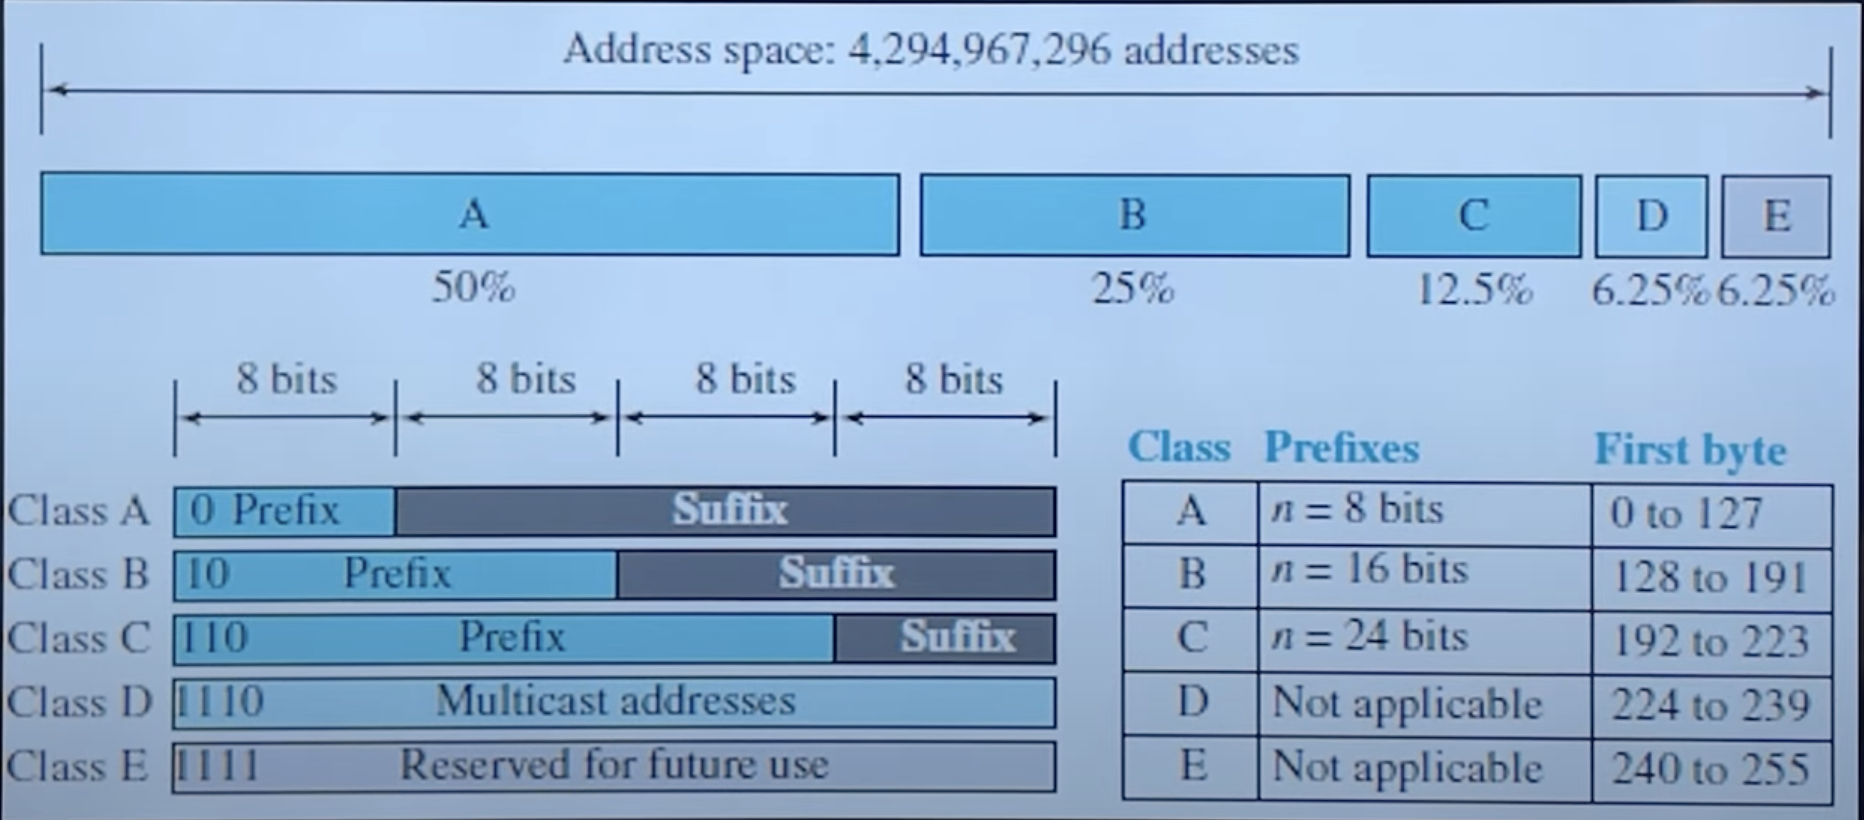 Address space: 4,294,967,296 addresses
A B C D E
50% 25% 12.5% 6.25% 6.25%
8 bits 8 bits 8 bits 8 bits
Class Prefixes First byte
Class A 0 Prefix Suffix
A n = 8 bits 0 to 127
Class B 10 Prefix Suffix
B n = 16 bits 128 to 191
Class C 110 Prefix Suffix
C n = 24 bits 192 to 223
Class D 1110 Multicast addresses
D Not applicable 224 to 239
Class E 1111 Reserved for future use
E Not applicable 240 to 255